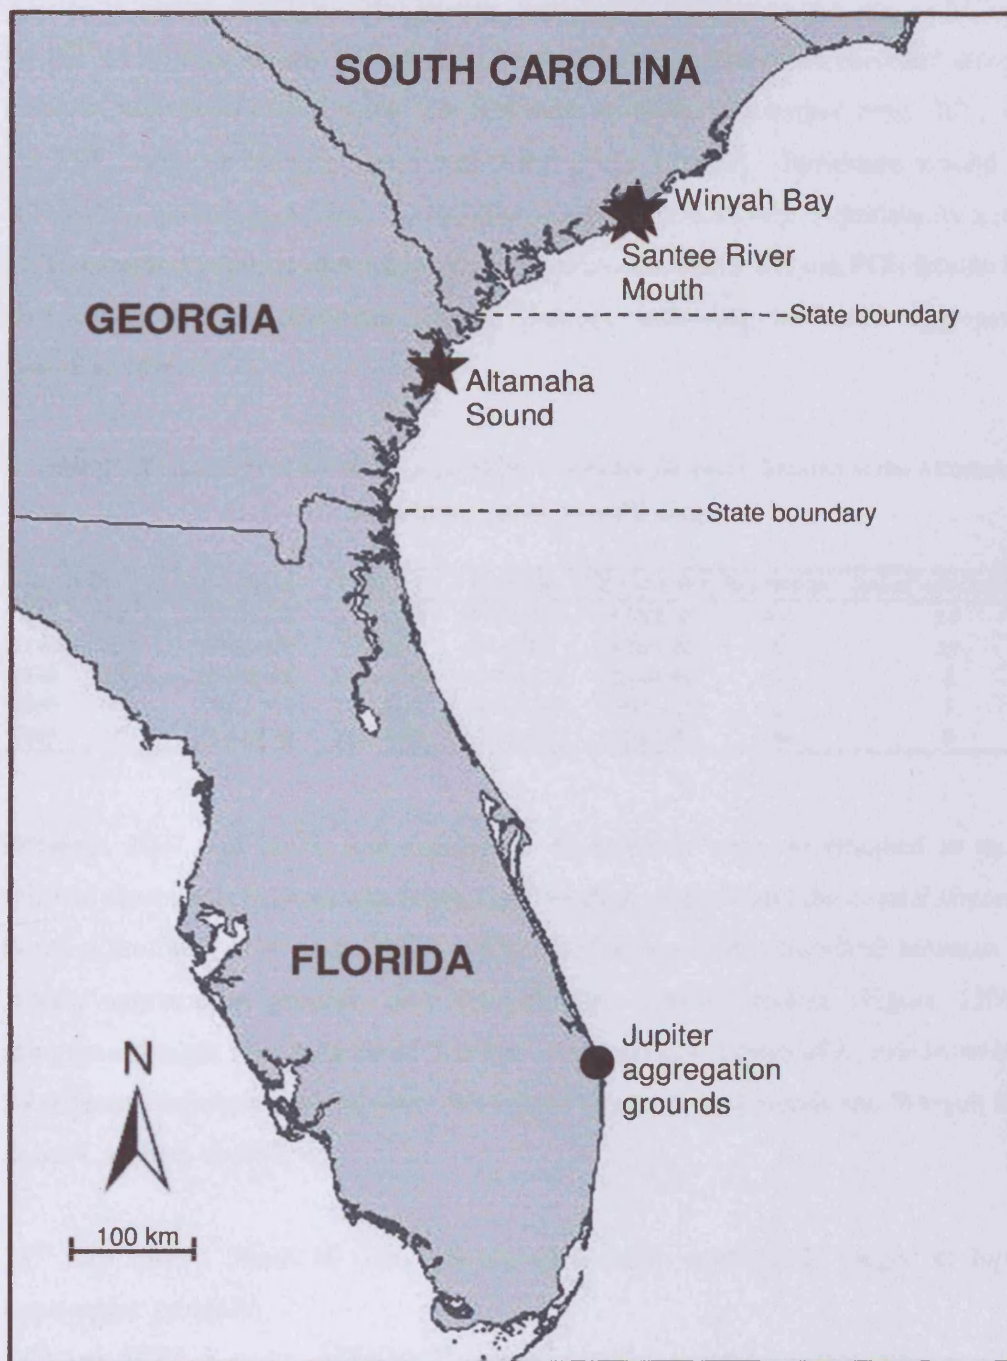 SOUTH CAROLINA
Winyah Bay
Santee River
Mouth
State boundary
GEORGIA
Altamaha
Sound
State boundary
FLORIDA
Jupiter
aggregation
grounds
N
100 km